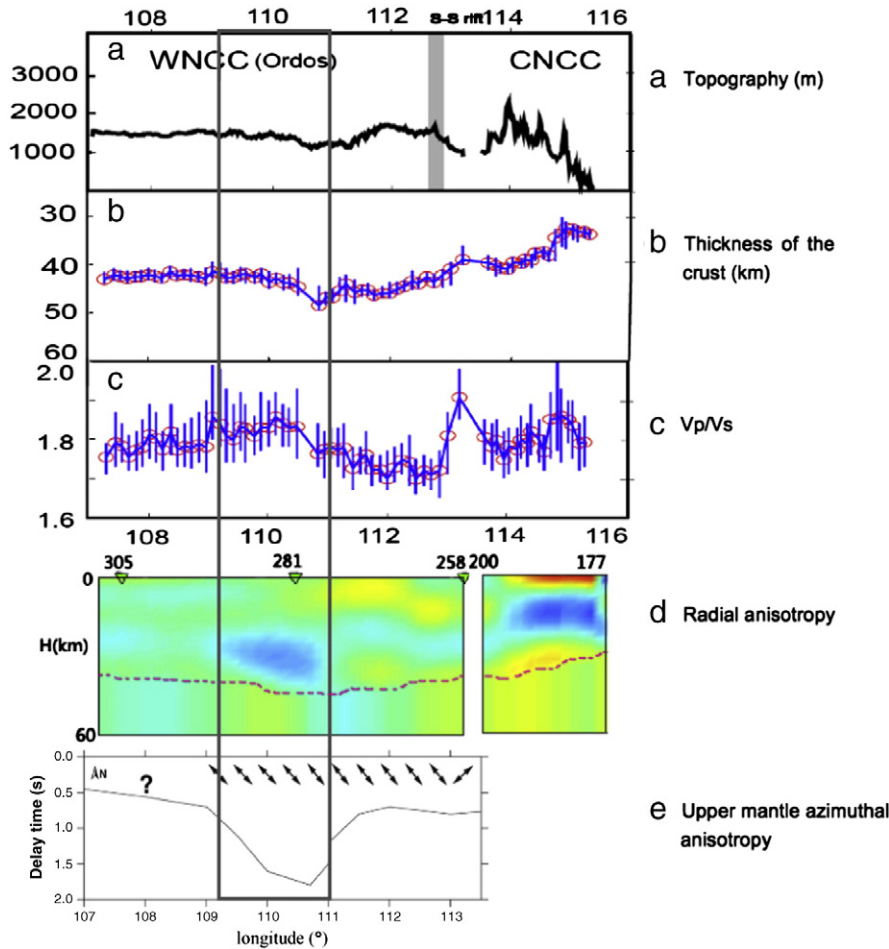 108 110 112 S-S rift 114 116
a WNCC (Ordos) CNCC
3000
2000
1000
a Topography (m)
b
30
40
50
60
b Thickness of the
crust (km)
c
2.0
1.8
1.6
c Vp/Vs
108 110 112 114 116
305 281 258 200 177
0
H(km)
60
d Radial anisotropy
0.0
0.5
1.0
1.5
2.0
Delay time (s)
N ?
e Upper mantle azimuthal
anisotropy
107 108 109 110 111 112 113
longitude (°)